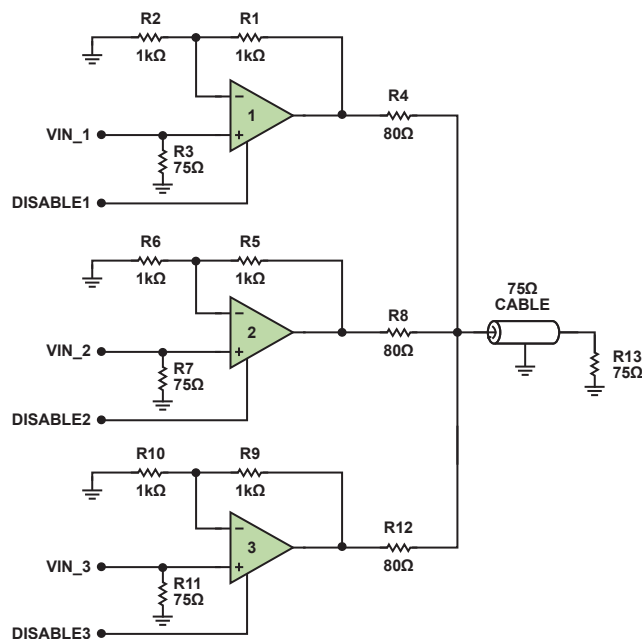 R2
R1
1kΩ
1kΩ
R4
−
1
80Ω
VIN_1
+
R3
75Ω
DISABLE1
R6
R5
1kΩ
1kΩ
75Ω
CABLE
R8
−
2
80Ω
VIN_2
+
R7
75Ω
R13
75Ω
DISABLE2
R10
R9
1kΩ
1kΩ
R12
−
3
80Ω
VIN_3
+
R11
75Ω
DISABLE3